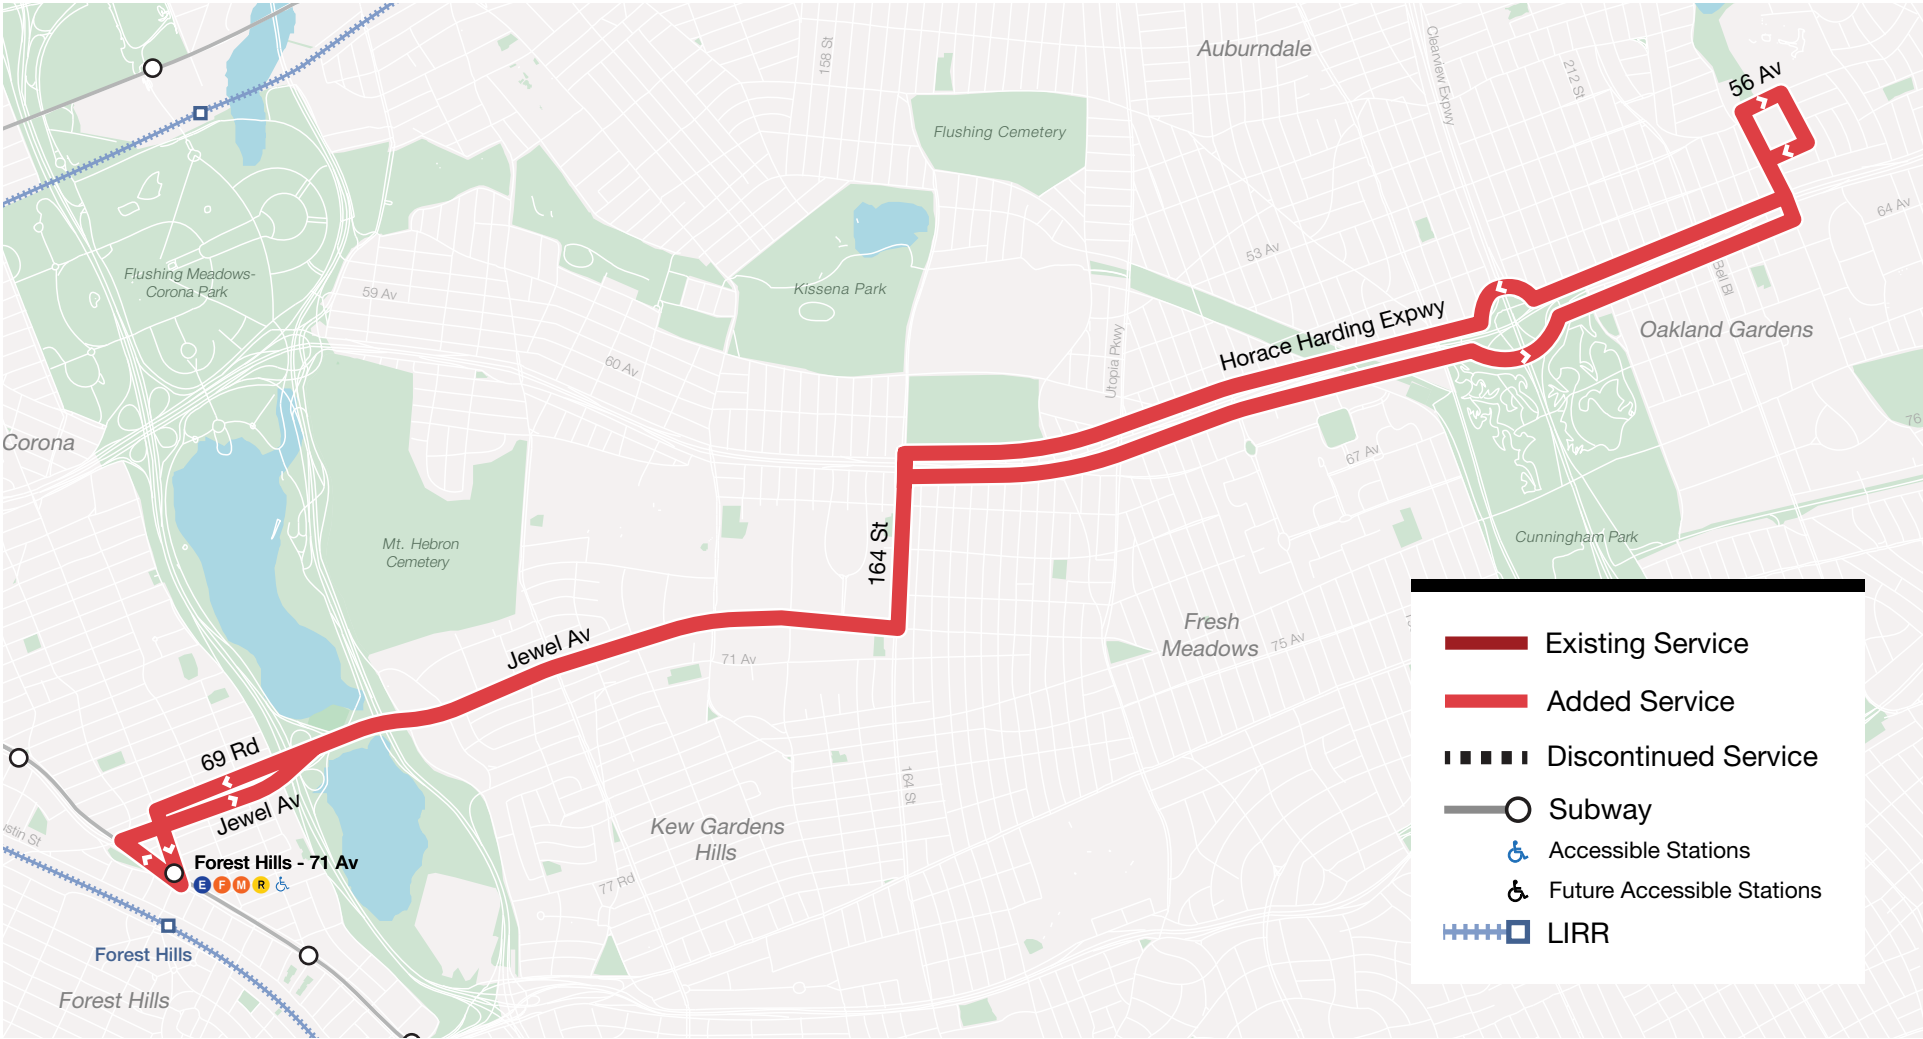 Auburndale
158 St
Clearview Expwy
212 St
56 Av
Flushing Cemetery
64 Av
53 Av
Flushing Meadows-
Corona Park
59 Av
Kissena Park
Bell Bl
Horace Harding Expwy
Oakland Gardens
Utopia Pkwy
60 Av
76
Corona
67 Av
164 St
Mt. Hebron
Cemetery
Cunningham Park
Jewel Av
Fresh
Meadows
75 Av
71 Av
69 Rd
Jewel Av
164 St
Kew Gardens
Hills
ustin St
Forest Hills - 71 Av
E F M R
77 Rd
Forest Hills
Forest Hills
Existing Service
Added Service
Discontinued Service
Subway
Accessible Stations
Future Accessible Stations
LIRR